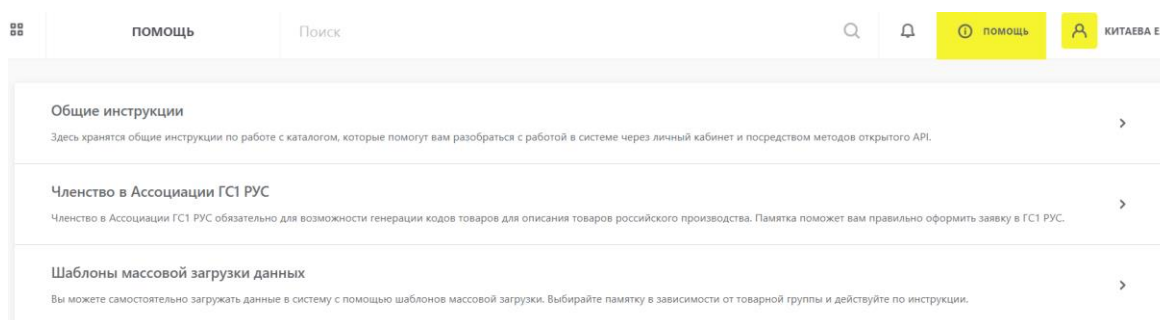 ПОМОЩЬ
Поиск
ПОМОЩЬ
КИТАЕВА Е
Общие инструкции
Здесь хранятся общие инструкции по работе с каталогом, которые помогут вам разобраться с работой в системе через личный кабинет и посредством методов открытого API.
Членство в Ассоциации ГС1 РУС
Членство в Ассоциации ГС1 РУС обязательно для возможности генерации кодов товаров для описания товаров российского производства. Памятка поможет вам правильно оформить заявку в ГС1 РУС.
Шаблоны массовой загрузки данных
Вы можете самостоятельно загружать данные в систему с помощью шаблонов массовой загрузки. Выбирайте памятку в зависимости от товарной группы и действуйте по инструкции.